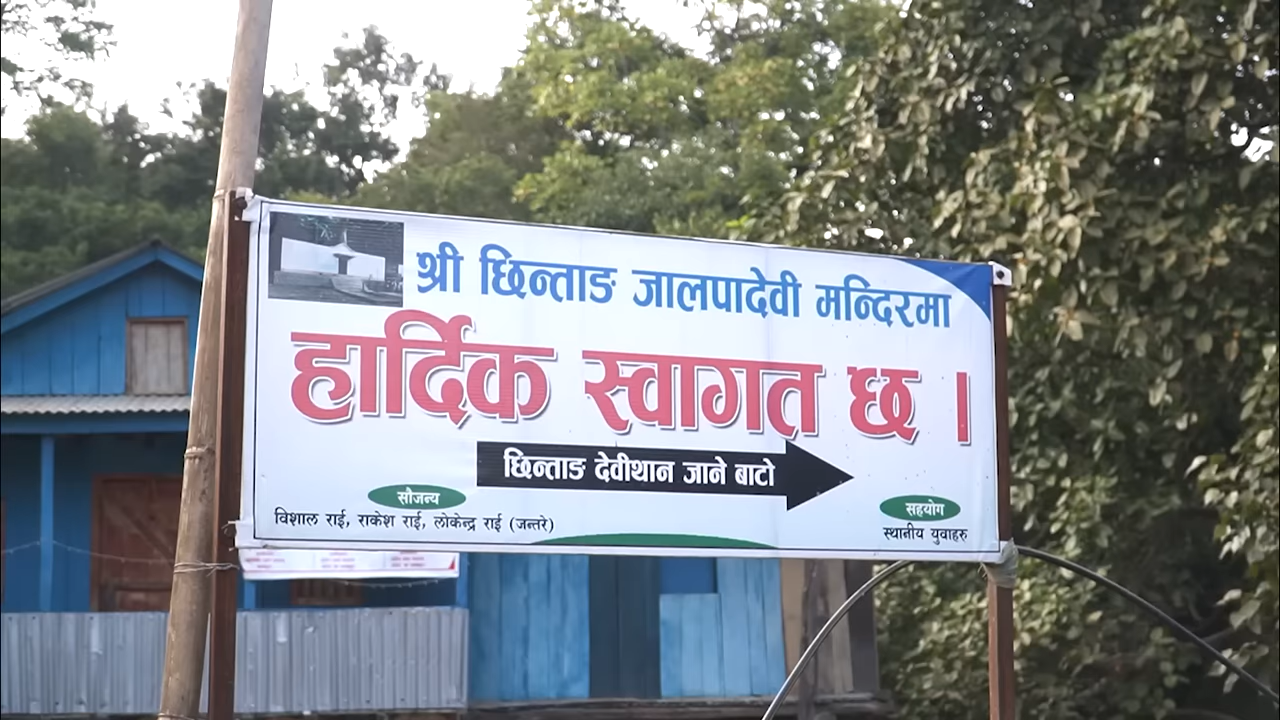 श्री छिन्ताङ जालपादेवी मन्दिरमा
हार्दिक स्वागत छ ।
छिन्ताङ देवीथान जाने बाटो
सौजन्य
विशाल राई, राकेश राई, लोकेन्द्र राई (जन्तरे)
सहयोग
स्थानीय युवाहरु